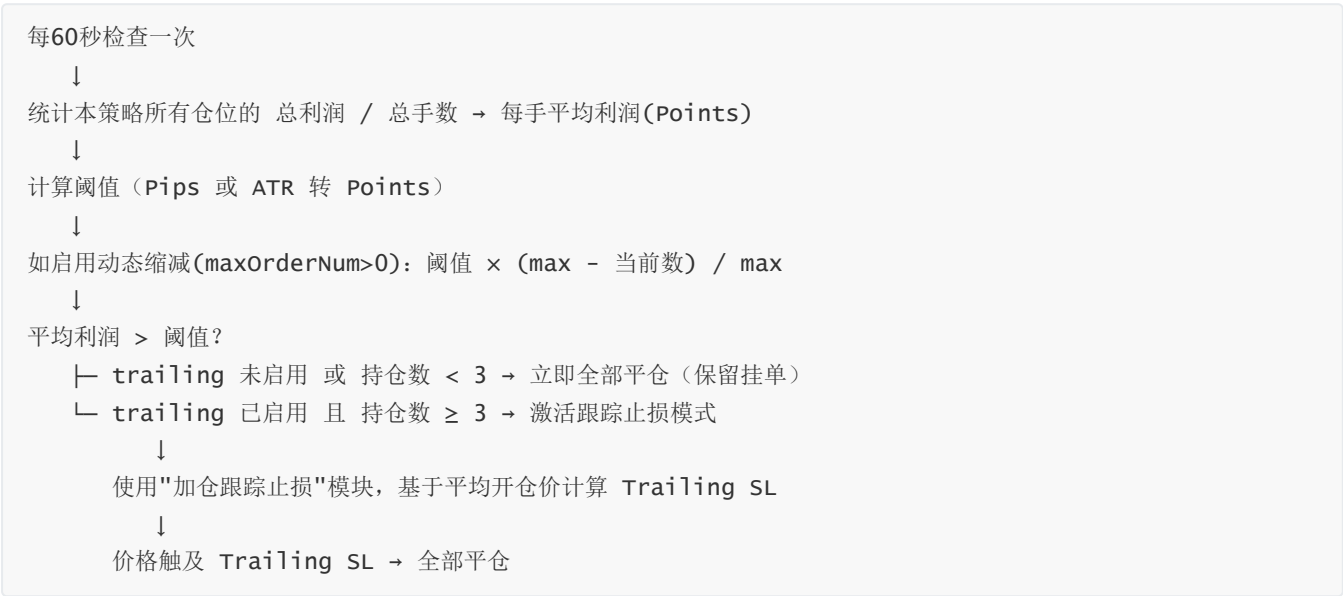 每60秒检查一次
↓
统计本策略所有仓位的 总利润 / 总手数 → 每手平均利润(Points)
↓
计算阈值（Pips 或 ATR 转 Points）
↓
如启用动态缩减(maxOrderNum>0)：阈值 × (max - 当前数) / max
↓
平均利润 > 阈值？
├─ trailing 未启用 或 持仓数 < 3 → 立即全部平仓（保留挂单）
└─ trailing 已启用 且 持仓数 ≥ 3 → 激活跟踪止损模式
↓
使用"加仓跟踪止损"模块，基于平均开仓价计算 Trailing SL
↓
价格触及 Trailing SL → 全部平仓